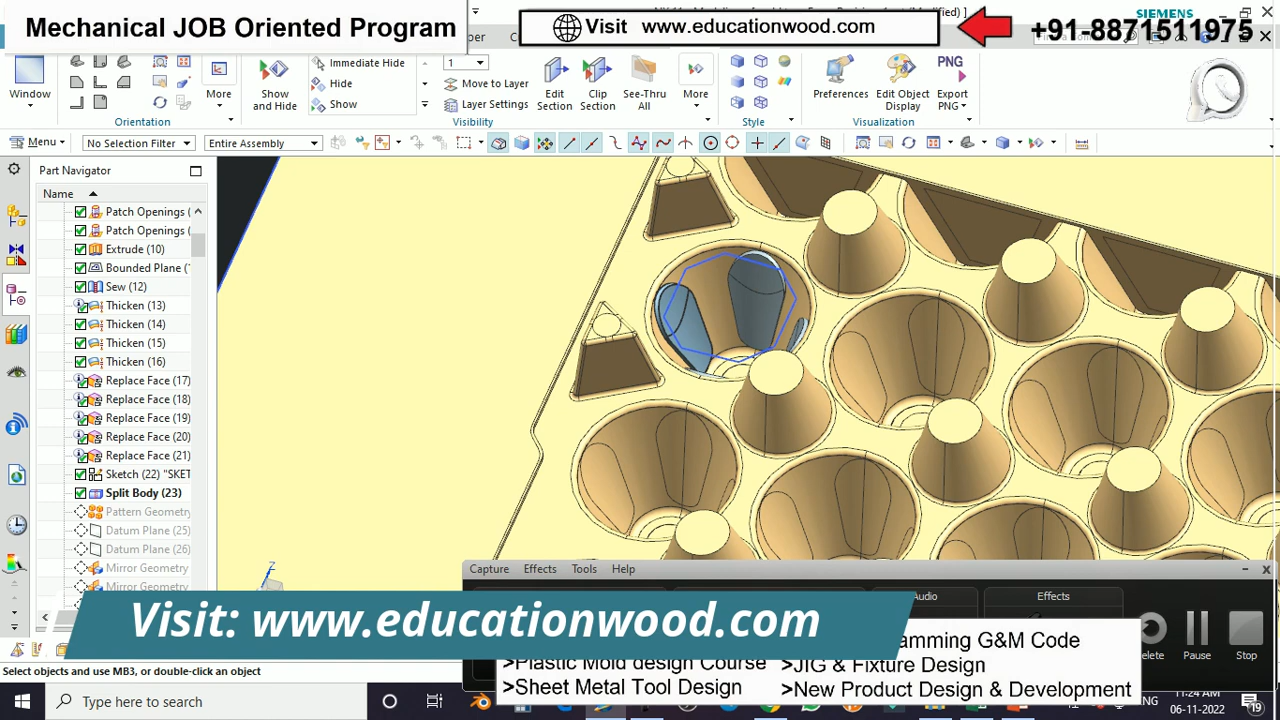 Mechanical JOB Oriented Program
Visit www.educationwood.com
+91-8871511975
SIEMENS
Window
More
Orientation
Immediate Hide
Hide
Show
Show and Hide
1
Move to Layer
Layer Settings
Visibility
Edit Section
Clip Section
See-Thru All
More
Style
Preferences
Edit Object Display
Export PNG
Visualization
PNG
Menu
No Selection Filter
Entire Assembly
Part Navigator
Name
Patch Openings (
Patch Openings (
Extrude (10)
Bounded Plane (
Sew (12)
Thicken (13)
Thicken (14)
Thicken (15)
Thicken (16)
Replace Face (17)
Replace Face (18)
Replace Face (19)
Replace Face (20)
Replace Face (21)
Sketch (22) "SKET
Split Body (23)
Pattern Geometry
Datum Plane (25)
Datum Plane (26)
Mirror Geometry
Mirror Geometry
Z
Capture Effects Tools Help
Audio
Effects
Pause
Stop
Visit: www.educationwood.com
G&M Code
>Plastic Mold design Course
>JIG & Fixture Design
>Sheet Metal Tool Design
>New Product Design & Development
Select objects and use MB3, or double-click an object
Type here to search
11:24 AM
06-11-2022
19